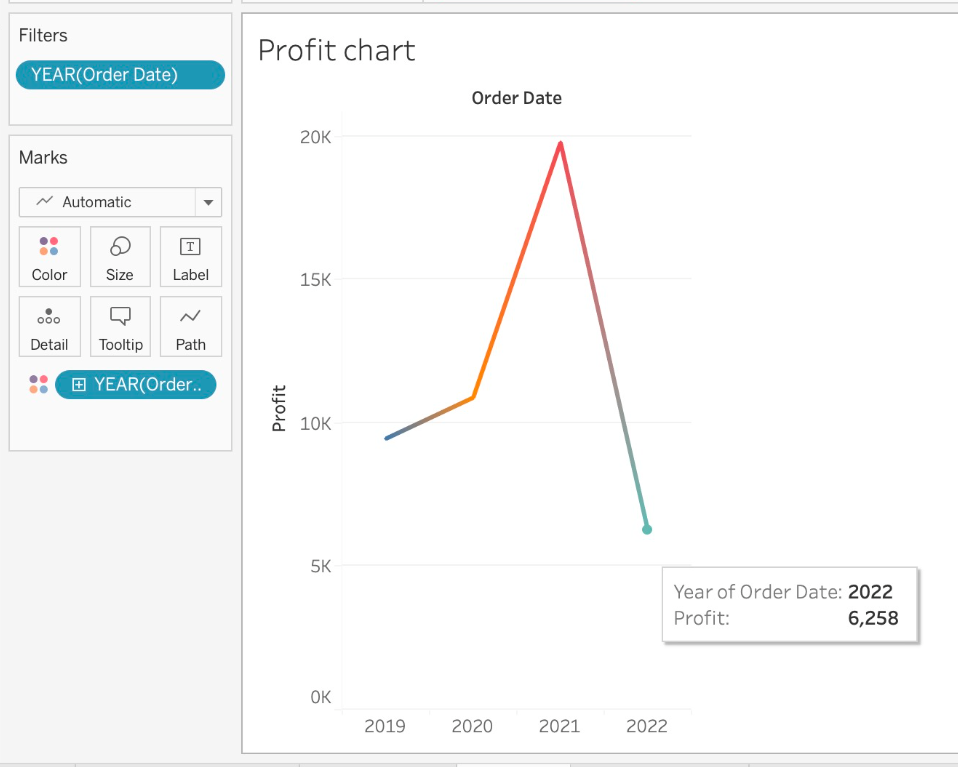 Filters
YEAR(Order Date)
Marks
Automatic
Color Size Label
Detail Tooltip Path
YEAR(Order..
Profit chart
Order Date
20K
15K
Profit
10K
5K
Year of Order Date: 2022
Profit: 6,258
0K
2019 2020 2021 2022